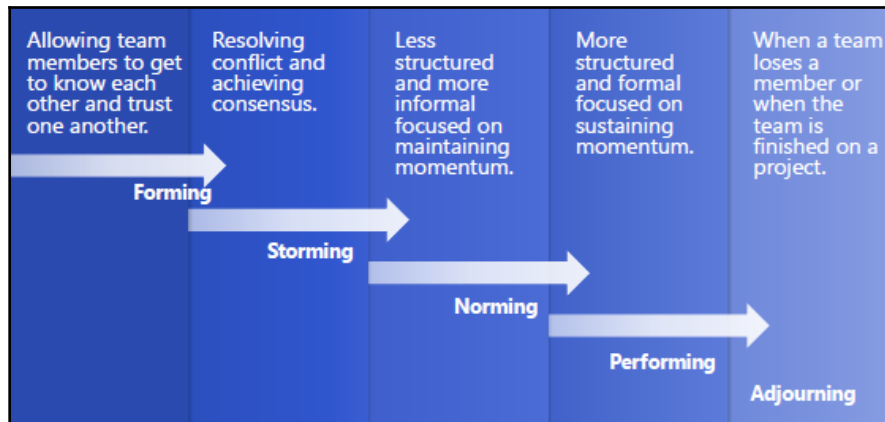 Allowing team
members to get
to know each
other and trust
one another.
Resolving
conflict and
achieving
consensus.
Less
structured
and more
informal
focused on
maintaining
momentum.
More
structured
and formal
focused on
sustaining
momentum.
When a team
loses a
member or
when the
team is
finished on a
project.
Forming
Storming
Norming
Performing
Adjourning